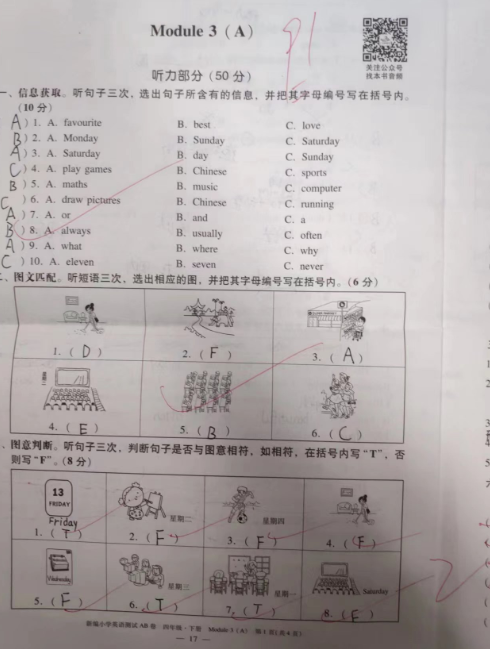 Module 3 (A)
91
关注公众号
找本书音频
听力部分(50分)
一、信息获取。听句子三次,选出句子所含有的信息,并把其字母编号写在括号内。
(10分)
(A) 1. A. favourite B. best C. love
(B) 2. A. Monday B. Sunday C. Saturday
(A) 3. A. Saturday B. day C. Sunday
(C) 4. A. play games B. Chinese C. sports
(B) 5. A. maths B. music C. computer
(C) 6. A. draw pictures B. Chinese C. running
(A) 7. A. or B. and C. a
(B) 8. A. always B. usually C. often
(A) 9. A. what B. where C. why
(C) 10. A. eleven B. seven C. never
二、图文匹配。听短语三次,选出相应的图,并把其字母编号写在括号内。(6分)
1. (D) 2. (F) 3. (A)
4. (E) 5. (B) 6. (C)
、图意判断。听句子三次,判断句子是否与图意相符,如相符,在括号内写“T”,否
则写“F”。(8分)
13
FRIDAY
Friday
星期二 星期四
1. (T) 2. (F) 3. (F) 4. (F)
Wednesday 星期三 星期一 Saturday
5. (F) 6. (T) 7. (T) 8. (F)
新编小学英语测试AB卷 四年级·下册 Module 3 (A) 第1页(共6页)
— 17 —